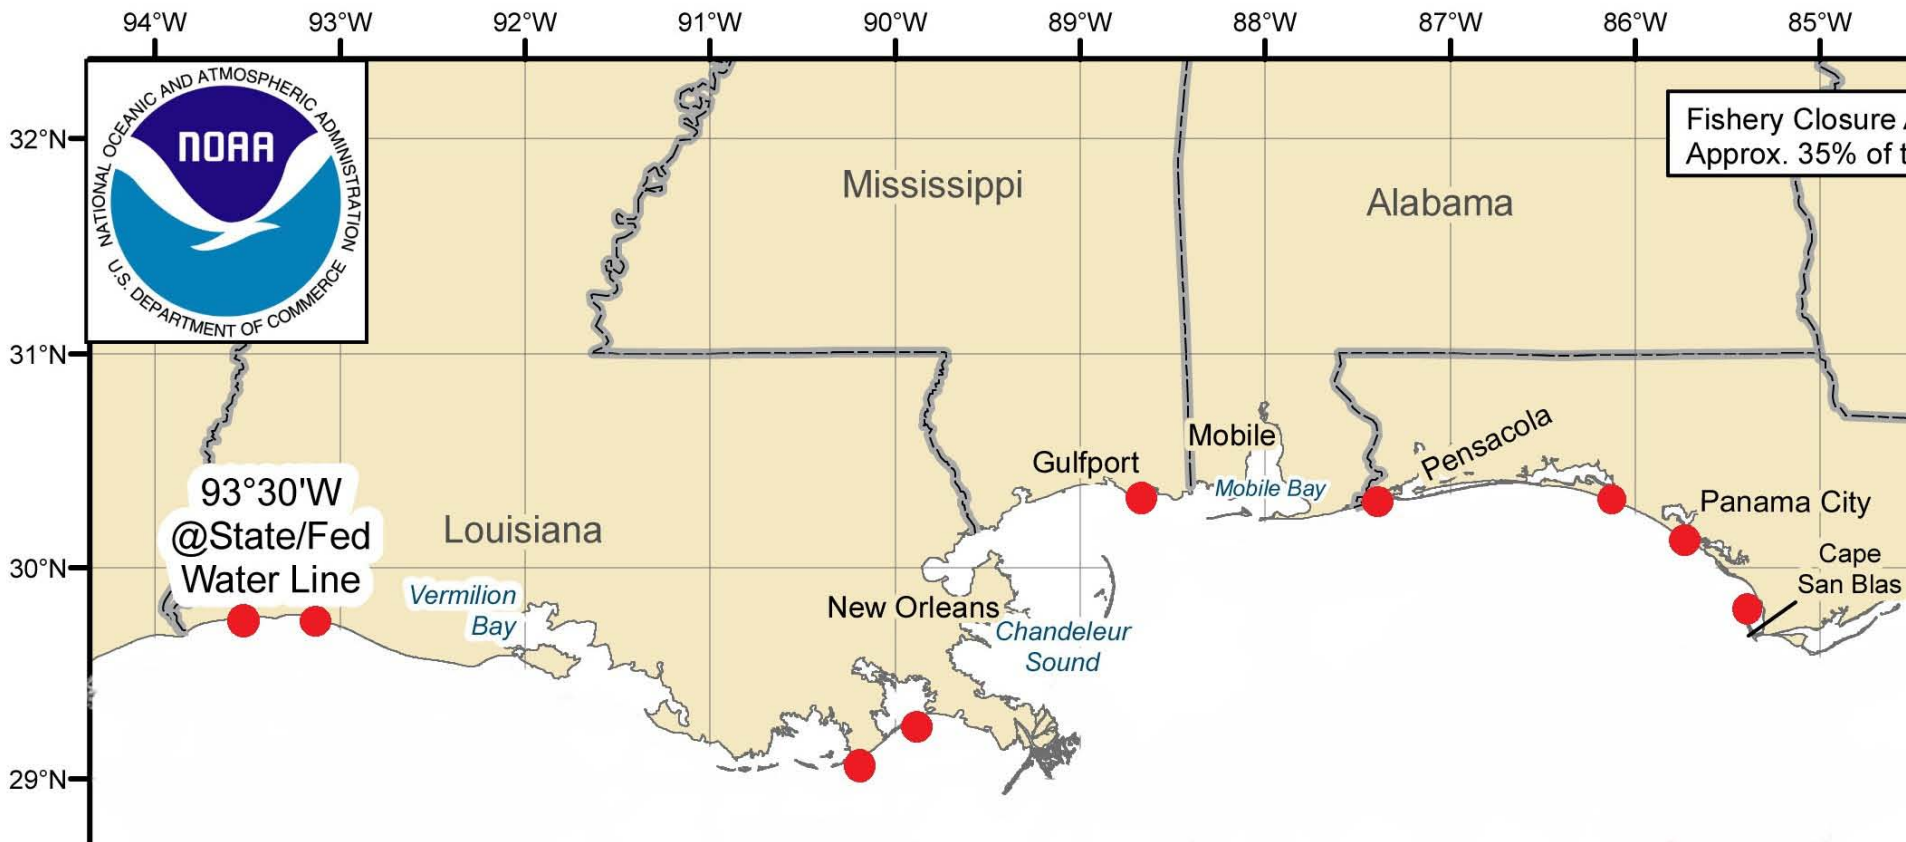 94°W 93°W 92°W 91°W 90°W 89°W 88°W 87°W 86°W 85°W
NATIONAL OCEANIC AND ATMOSPHERIC ADMINISTRATION
NOAA
U.S. DEPARTMENT OF COMMERCE
Fishery Closure
Approx. 35% of t
32°N
Mississippi
Alabama
31°N
Pensacola
Mobile
Gulfport
Mobile Bay
93°30'W
@State/Fed
Water Line
Louisiana
Panama City
30°N
Cape
San Blas
Vermilion
Bay
New Orleans
Chandeleur
Sound
29°N